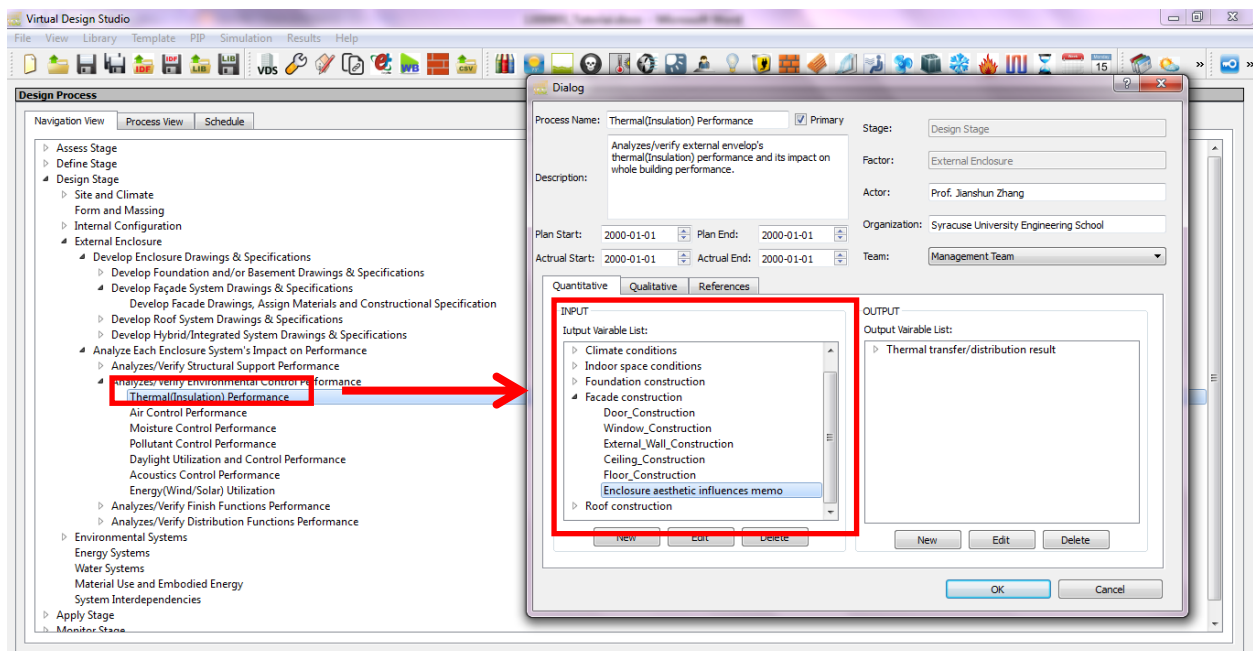 Virtual Design Studio
File View Library Template PIP Simulation Results Help
IDF LIB IDF LIB VDS WB CSV 15 » »
Design Process
Navigation View Process View Schedule
Assess Stage
Define Stage
Design Stage
Site and Climate
Form and Massing
Internal Configuration
External Enclosure
Develop Enclosure Drawings & Specifications
Develop Foundation and/or Basement Drawings & Specifications
Develop Façade System Drawings & Specifications
Develop Facade Drawings, Assign Materials and Constructional Specification
Develop Roof System Drawings & Specifications
Develop Hybrid/Integrated System Drawings & Specifications
Analyze Each Enclosure System's Impact on Performance
Analyzes/Verify Structural Support Performance
Analyzes/Verify Environmental Control Performance
Thermal(Insulation) Performance
Air Control Performance
Moisture Control Performance
Pollutant Control Performance
Daylight Utilization and Control Performance
Acoustics Control Performance
Energy(Wind/Solar) Utilization
Analyzes/Verify Finish Functions Performance
Analyzes/Verify Distribution Functions Performance
Environmental Systems
Energy Systems
Water Systems
Material Use and Embodied Energy
System Interdependencies
Apply Stage
Monitor Stage
Dialog
Process Name: Thermal(Insulation) Performance Primary
Description:
Analyzes/verify external envelop's
thermal(Insulation) performance and its impact on
whole building performance.
Stage: Design Stage
Factor: External Enclosure
Actor: Prof. Jianshun Zhang
Organization: Syracuse University Engineering School
Team: Management Team
Plan Start: 2000-01-01 Plan End: 2000-01-01
Actrual Start: 2000-01-01 Actrual End: 2000-01-01
Quantitative Qualitative References
INPUT
Iutput Vairable List:
Climate conditions
Indoor space conditions
Foundation construction
Facade construction
Door_Construction
Window_Construction
External_Wall_Construction
Ceiling_Construction
Floor_Construction
Enclosure aesthetic influences memo
Roof construction
New Edit Delete
OUTPUT
Output Vairable List:
Thermal transfer/distribution result
New Edit Delete
OK Cancel